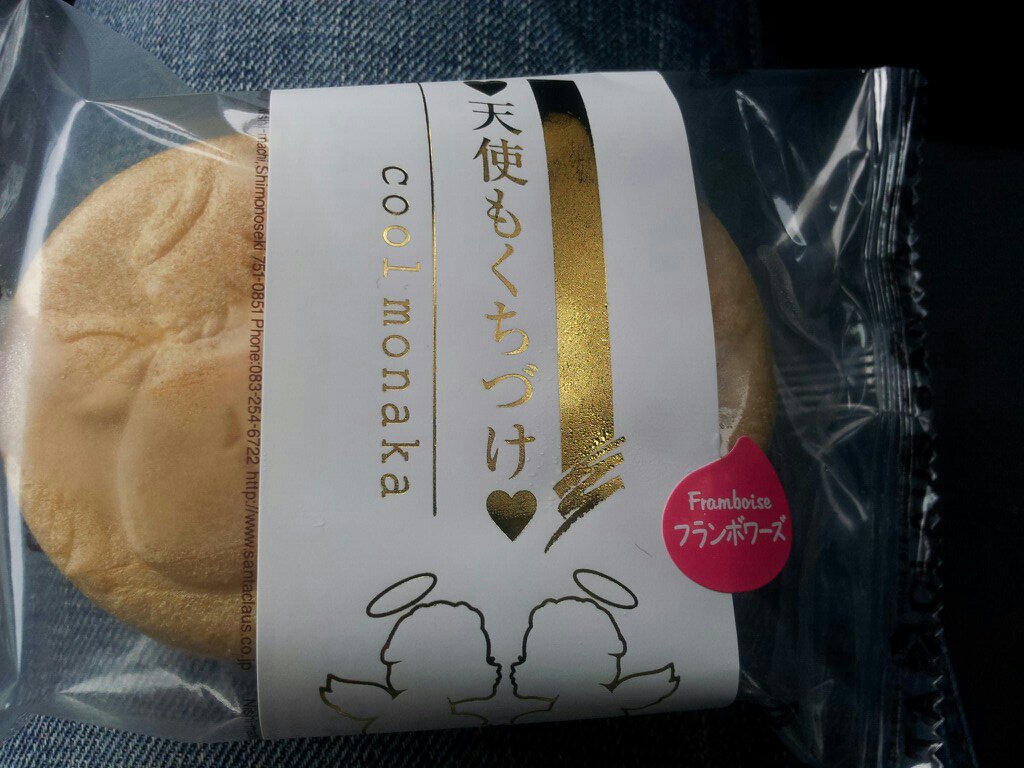 ♥天使もくちづけ♥
cool monaka
Framboise
フランボワーズ
machi,Shimonoseki 751-0851 Phone:083-254-6722 http://www.santaclaus.co.jp